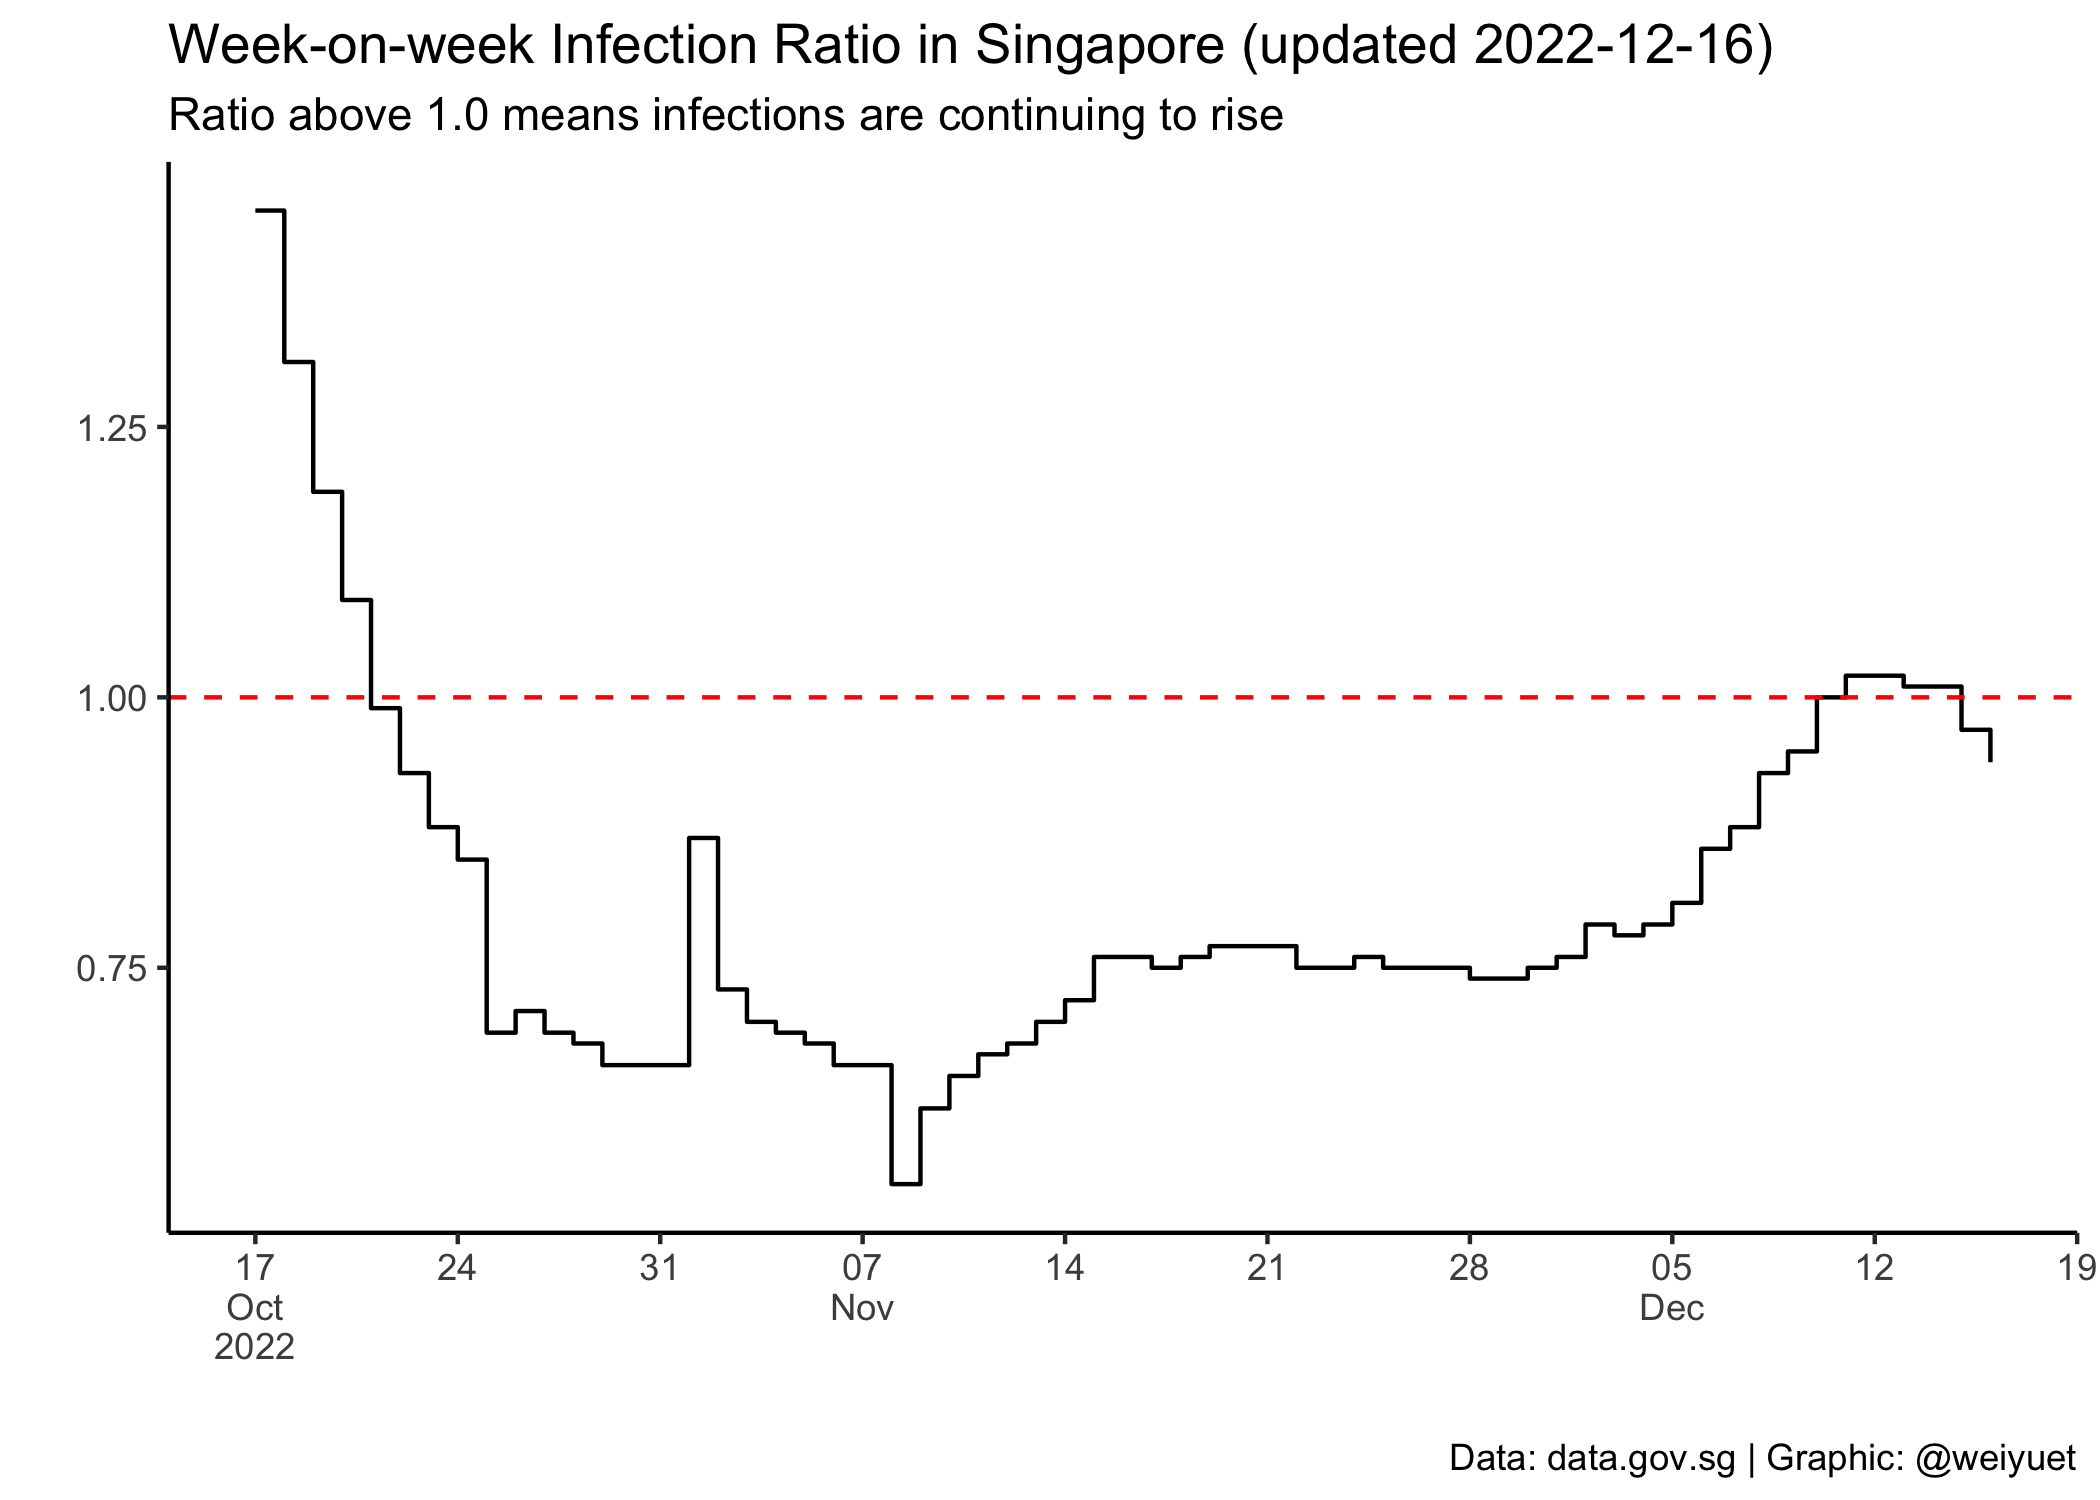 Week-on-week Infection Ratio in Singapore (updated 2022-12-16)
Ratio above 1.0 means infections are continuing to rise
1.25
1.00
0.75
17 24 31 07 14 21 28 05 12 19
Oct Nov Dec
2022
Data: data.gov.sg | Graphic: @weiyuet